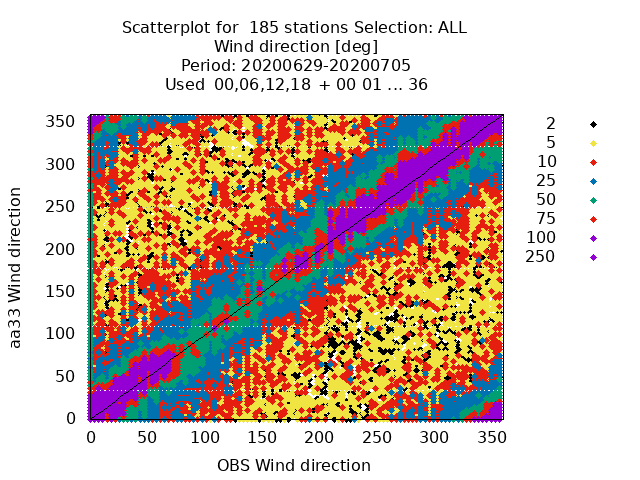 Scatterplot for 185 stations Selection: ALL
Wind direction [deg]
Period: 20200629-20200705
Used 00,06,12,18 + 00 01 ... 36
350
300
250
200
150
100
50
0
aa33 Wind direction
0 50 100 150 200 250 300 350
OBS Wind direction
2
5
10
25
50
75
100
250